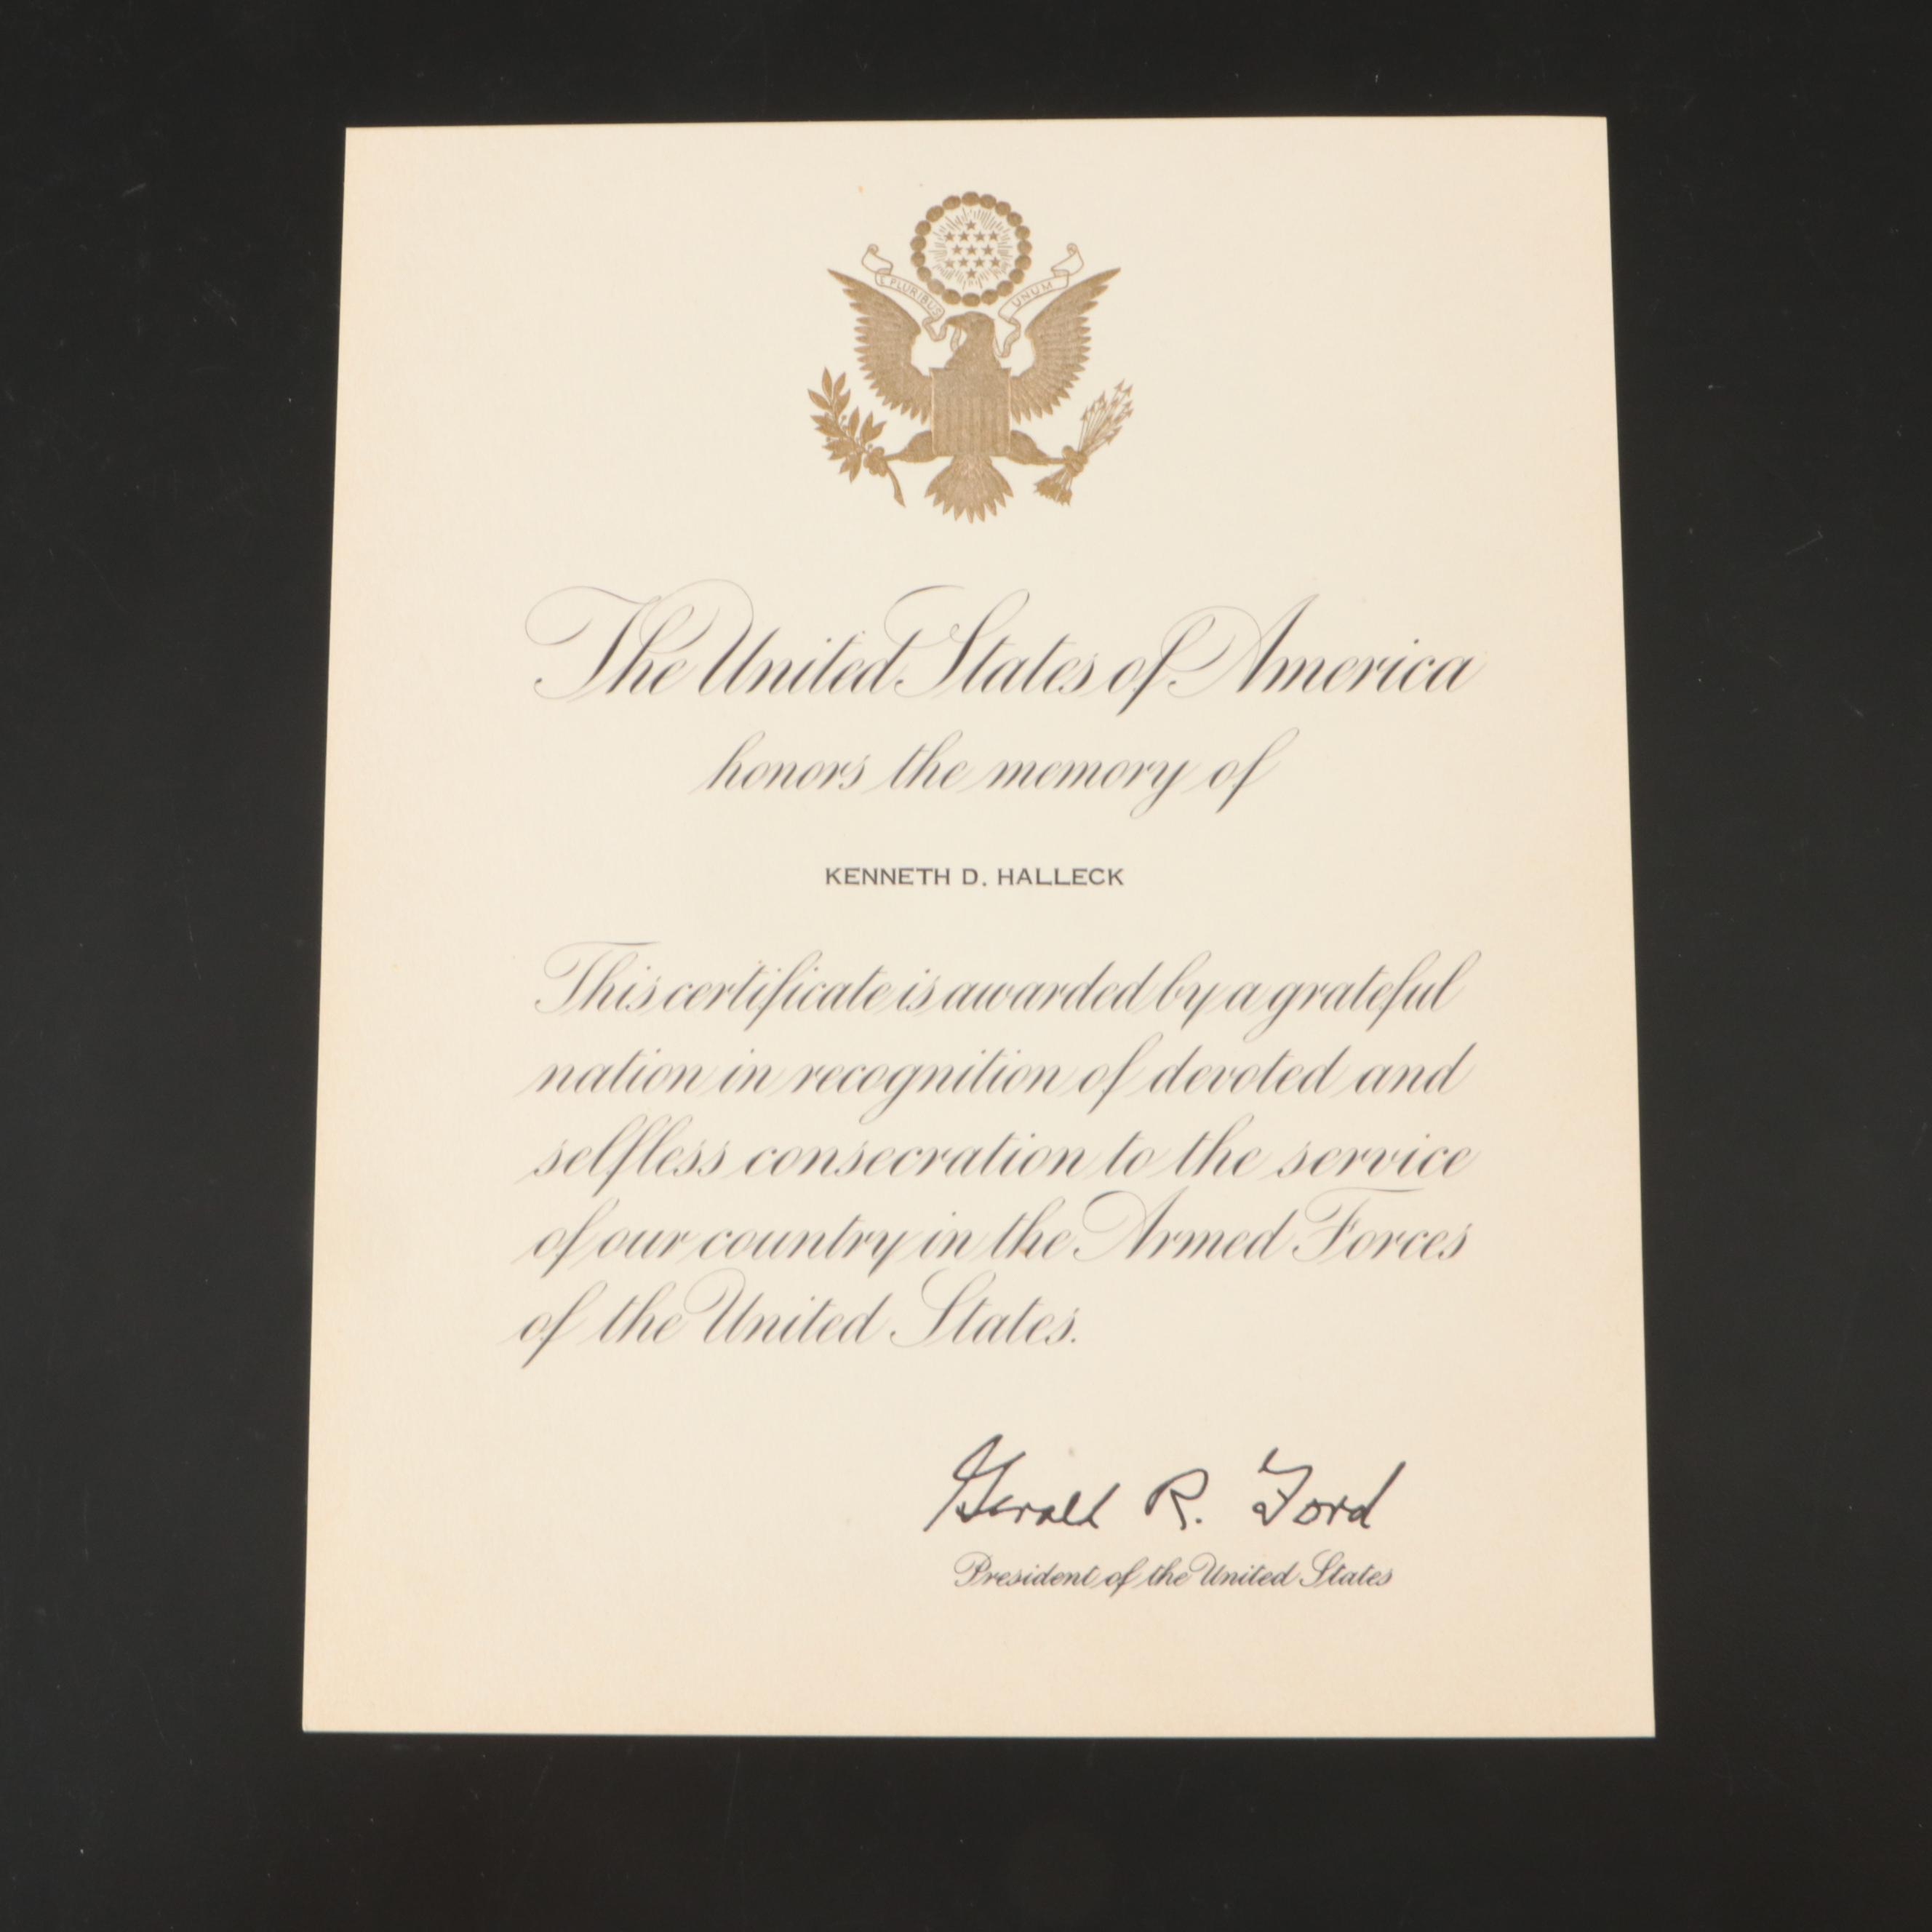 E PLURIBUS UNUM
The United States of America
honors the memory of
KENNETH D. HALLECK
This certificate is awarded by a grateful
nation in recognition of devoted and
selfless consecration to the service
of our country in the Armed Forces
of the United States.
Gerald R. Ford
President of the United States